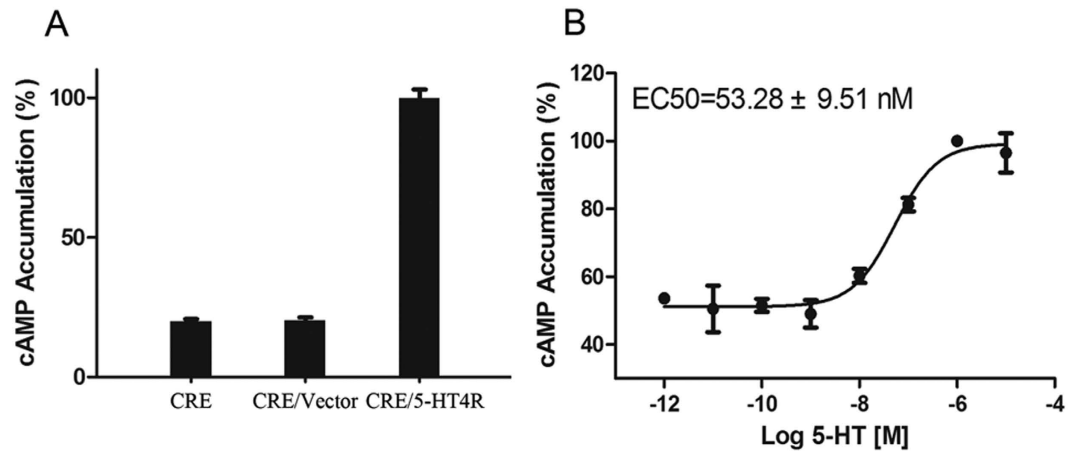 A
cAMP Accumulation (%)
100
50
0
CRE
CRE/Vector
CRE/5-HT4R
B
cAMP Accumulation (%)
120
100
80
60
40
EC50=53.28 ± 9.51 nM
-12
-10
-8
-6
-4
Log 5-HT [M]